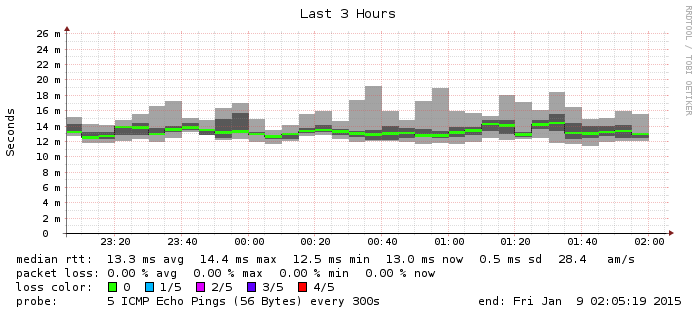 Last 3 Hours
RRDTOOL / TOBI OETIKER
Seconds
26 m
24 m
22 m
20 m
18 m
16 m
14 m
12 m
10 m
8 m
6 m
4 m
2 m
0
23:20 23:40 00:00 00:20 00:40 01:00 01:20 01:40 02:00
median rtt: 13.3 ms avg 14.4 ms max 12.5 ms min 13.0 ms now 0.5 ms sd 28.4 am/s
packet loss: 0.00 % avg 0.00 % max 0.00 % min 0.00 % now
loss color: 0 1/5 2/5 3/5 4/5
probe: 5 ICMP Echo Pings (56 Bytes) every 300s end: Fri Jan 9 02:05:19 2015